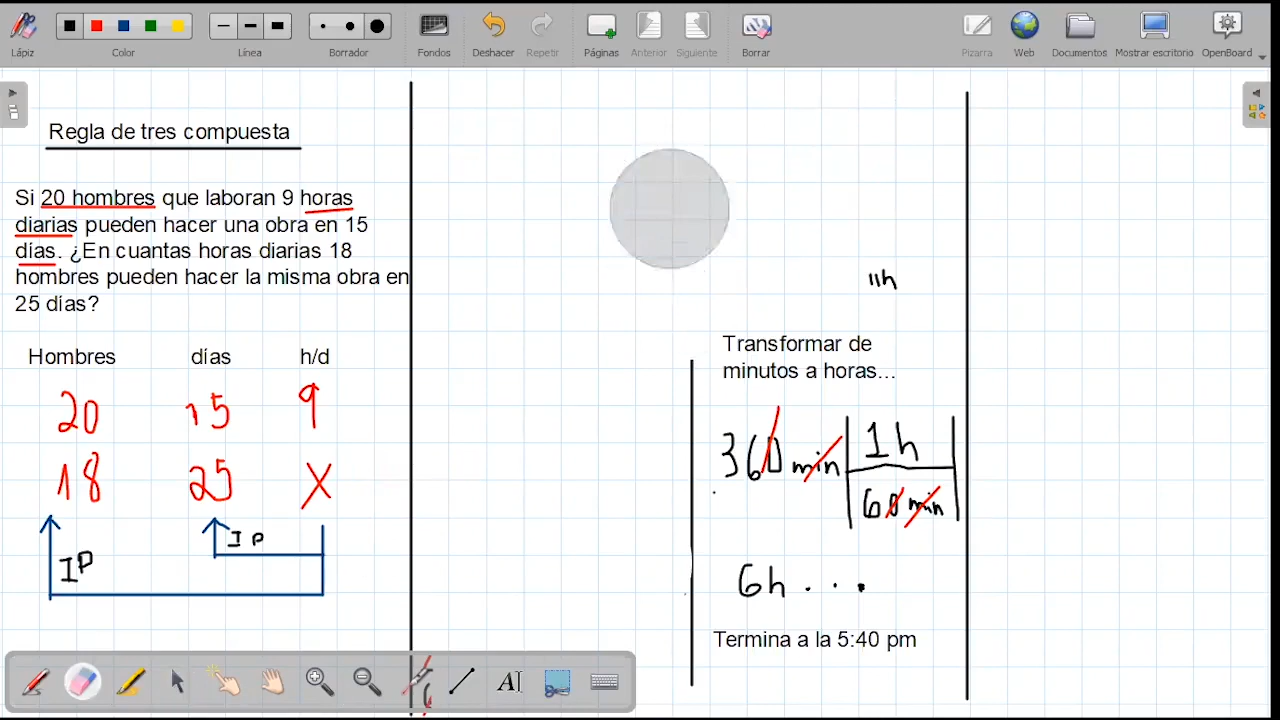 Lápiz
Color
Línea
Borrador
Fondos
Deshacer
Repetir
Páginas
Anterior
Siguiente
Borrar
Pizarra
Web
Documentos
Mostrar escritorio
OpenBoard
Regla de tres compuesta
Si 20 hombres que laboran 9 horas
diarias pueden hacer una obra en 15
días. ¿En cuantas horas diarias 18
hombres pueden hacer la misma obra en
25 días?
Hombres días h/d
20 15 9
18 25 X
IP
IP
11h
Transformar de
minutos a horas...
360 min 1h
60 min
6h ...
Termina a la 5:40 pm